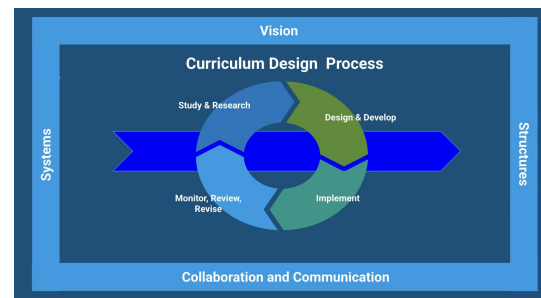 Vision
Curriculum Design Process
Study & Research
Design & Develop
Systems
Structures
Monitor, Review,
Revise
Implement
Collaboration and Communication